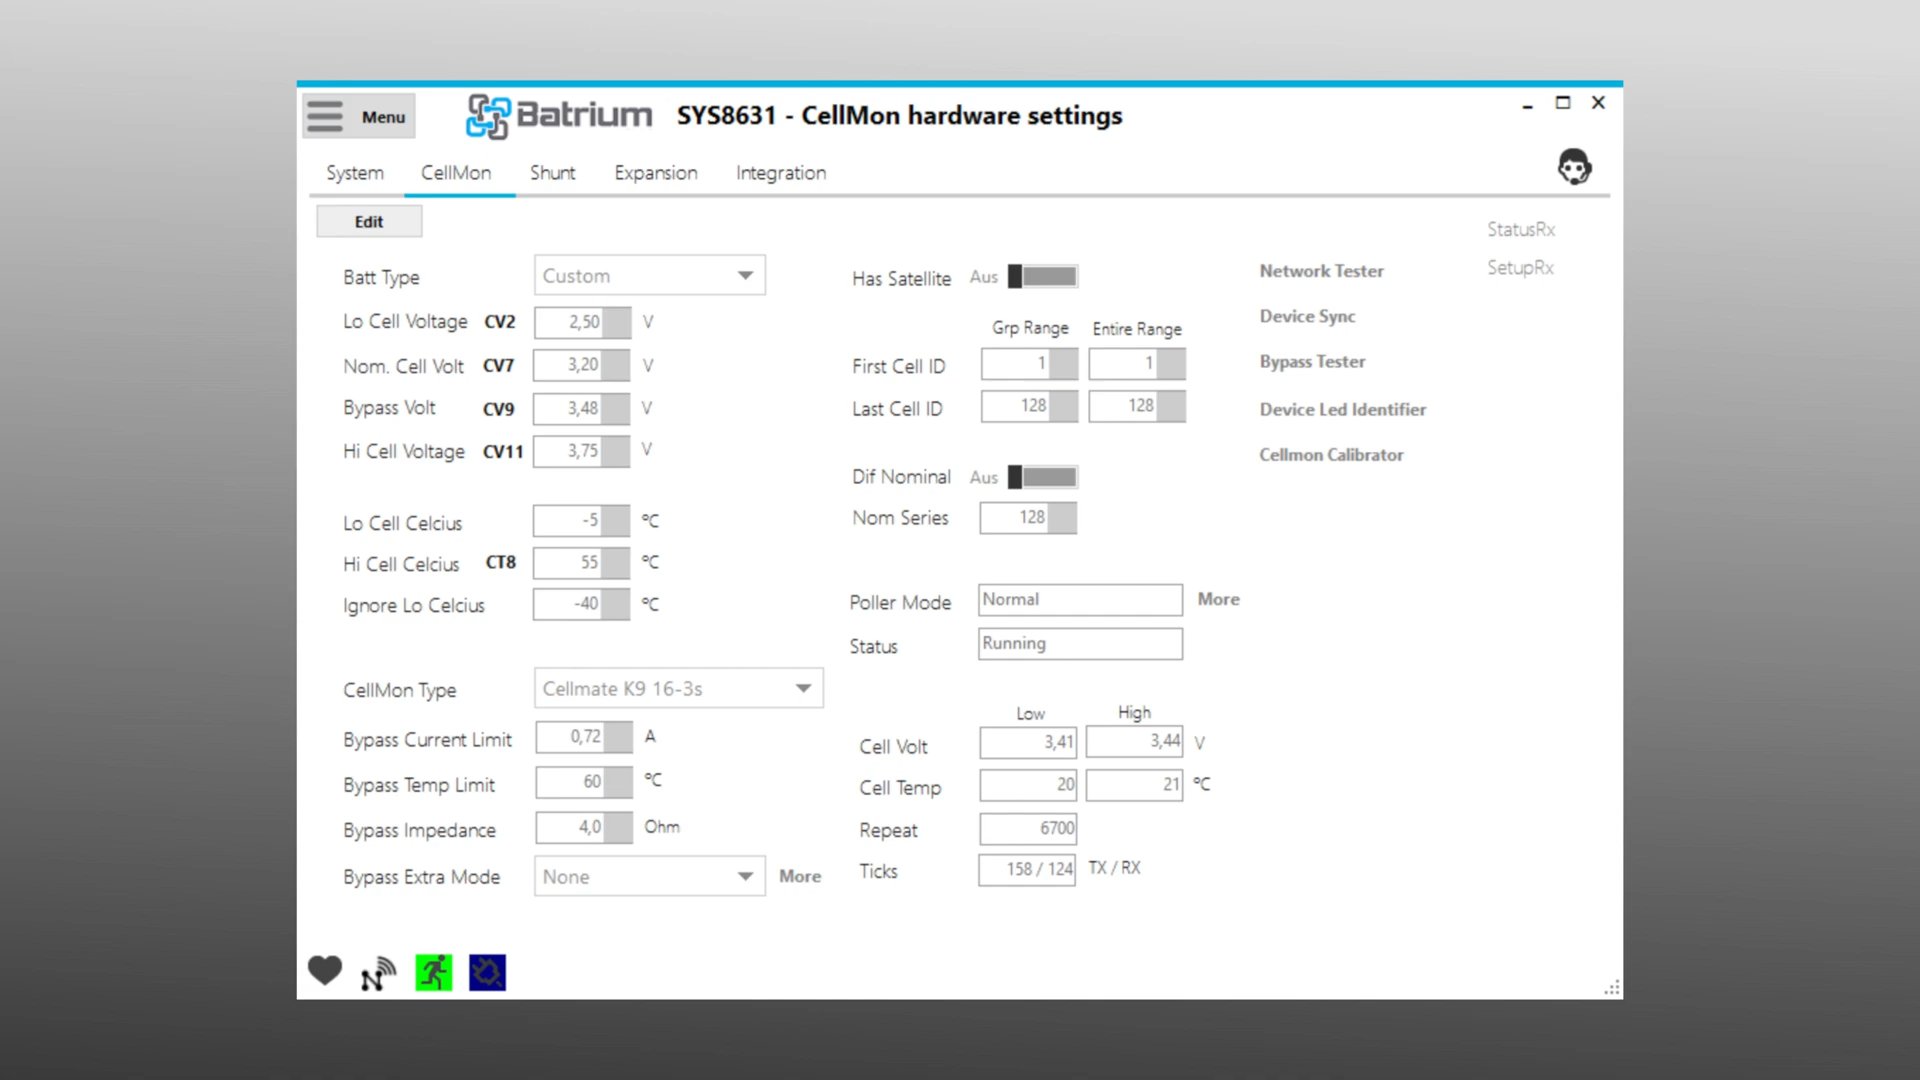 Menu
Batrium
SYS8631 - CellMon hardware settings
System CellMon Shunt Expansion Integration
Edit
StatusRx
SetupRx
Batt Type Custom
Lo Cell Voltage CV2 2,50 V
Nom. Cell Volt CV7 3,20 V
Bypass Volt CV9 3,48 V
Hi Cell Voltage CV11 3,75 V
Lo Cell Celcius -5 °C
Hi Cell Celcius CT8 55 °C
Ignore Lo Celcius -40 °C
CellMon Type Cellmate K9 16-3s
Bypass Current Limit 0,72 A
Bypass Temp Limit 60 °C
Bypass Impedance 4,0 Ohm
Bypass Extra Mode None More
Has Satellite Aus
Grp Range Entire Range
First Cell ID 1 1
Last Cell ID 128 128
Dif Nominal Aus
Nom Series 128
Poller Mode Normal More
Status Running
Low High
Cell Volt 3,41 3,44 V
Cell Temp 20 21 °C
Repeat 6700
Ticks 158 / 124 TX / RX
Network Tester
Device Sync
Bypass Tester
Device Led Identifier
Cellmon Calibrator
N